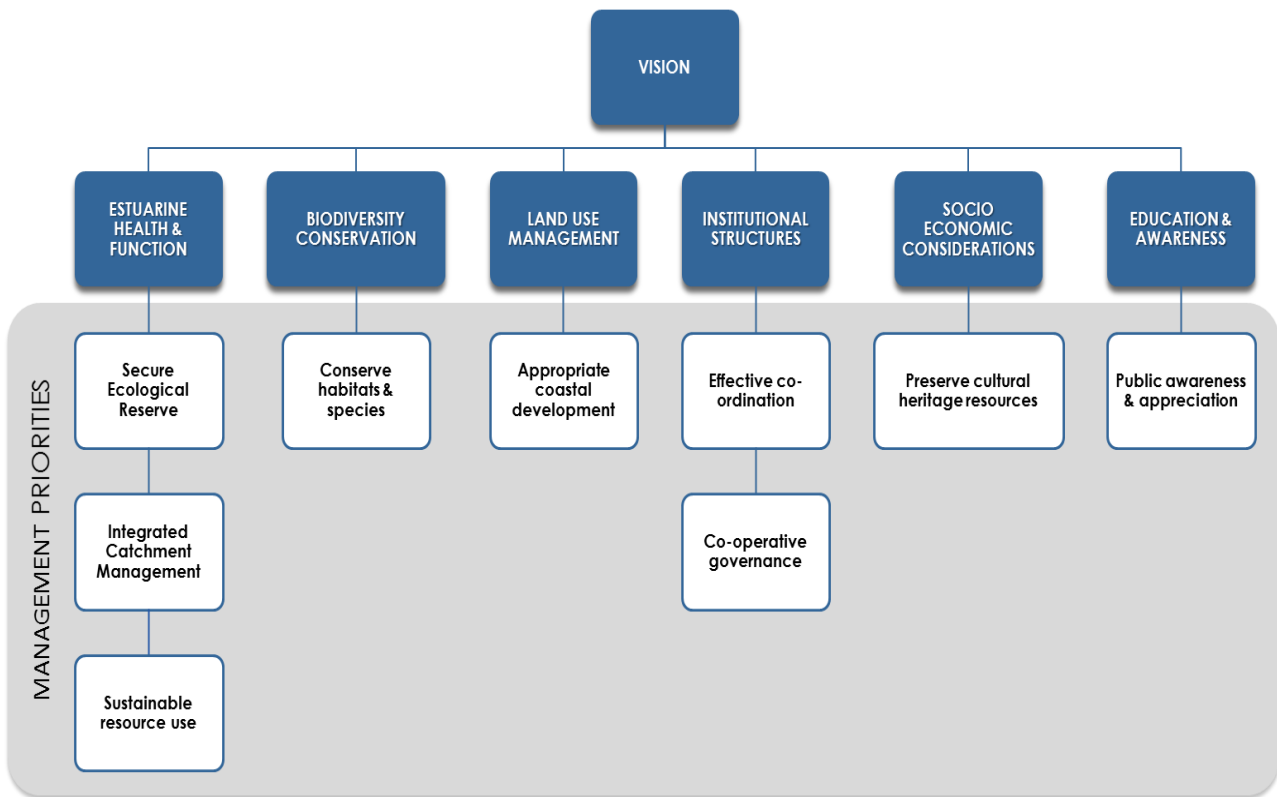 VISION
ESTUARINE
HEALTH &
FUNCTION
BIODIVERSITY
CONSERVATION
LAND USE
MANAGEMENT
INSTITUTIONAL
STRUCTURES
SOCIO
ECONOMIC
CONSIDERATIONS
EDUCATION &
AWARENESS
MANAGEMENT PRIORITIES
Secure
Ecological
Reserve
Conserve
habitats &
species
Appropriate
coastal
development
Effective co-
ordination
Preserve cultural
heritage resources
Public awareness
& appreciation
Integrated
Catchment
Management
Co-operative
governance
Sustainable
resource use